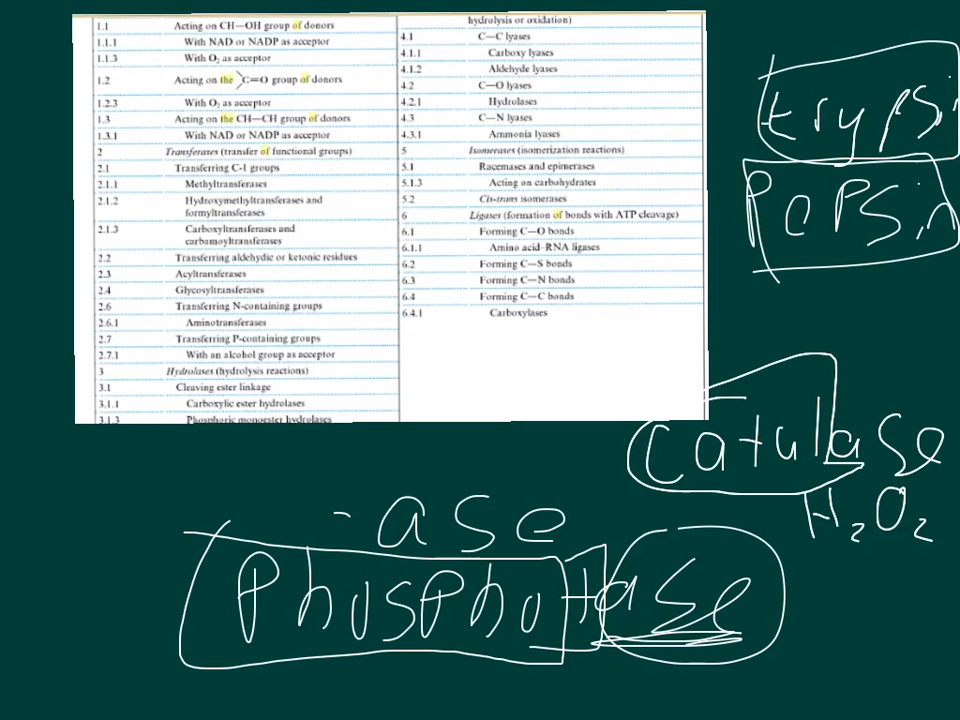 1.1 Acting on CH—OH group of donors
1.1.1 With NAD or NADP as acceptor
1.1.3 With O2 as acceptor
1.2 Acting on the C=O group of donors
1.2.3 With O2 as acceptor
1.3 Acting on the CH—CH group of donors
1.3.1 With NAD or NADP as acceptor
2 Transferases (transfer of functional groups)
2.1 Transferring C-1 groups
2.1.1 Methyltransferases
2.1.2 Hydroxymethyltransferases and
formyltransferases
2.1.3 Carboxyltransferases and
carbamoyltransferases
2.2 Transferring aldehydic or ketonic residues
2.3 Acyltransferases
2.4 Glycosyltransferases
2.6 Transferring N-containing groups
2.6.1 Aminotransferases
2.7 Transferring P-containing groups
2.7.1 With an alcohol group as acceptor
3 Hydrolases (hydrolysis reactions)
3.1 Cleaving ester linkage
3.1.1 Carboxylic ester hydrolases
3.1.3 Phosphoric monoester hydrolases
hydrolysis or oxidation)
4.1 C—C lyases
4.1.1 Carboxy lyases
4.1.2 Aldehyde lyases
4.2 C—O lyases
4.2.1 Hydrolases
4.3 C—N lyases
4.3.1 Ammonia lyases
5 Isomerases (isomerization reactions)
5.1 Racemases and epimerases
5.1.3 Acting on carbohydrates
5.2 Cis-trans isomerases
6 Ligases (formation of bonds with ATP cleavage)
6.1 Forming C—O bonds
6.1.1 Amino acid–RNA ligases
6.2 Forming C—S bonds
6.3 Forming C—N bonds
6.4 Forming C—C bonds
6.4.1 Carboxylases
trypsi
Pepsin
Catalase
H2O2
-ase
Phosphotase